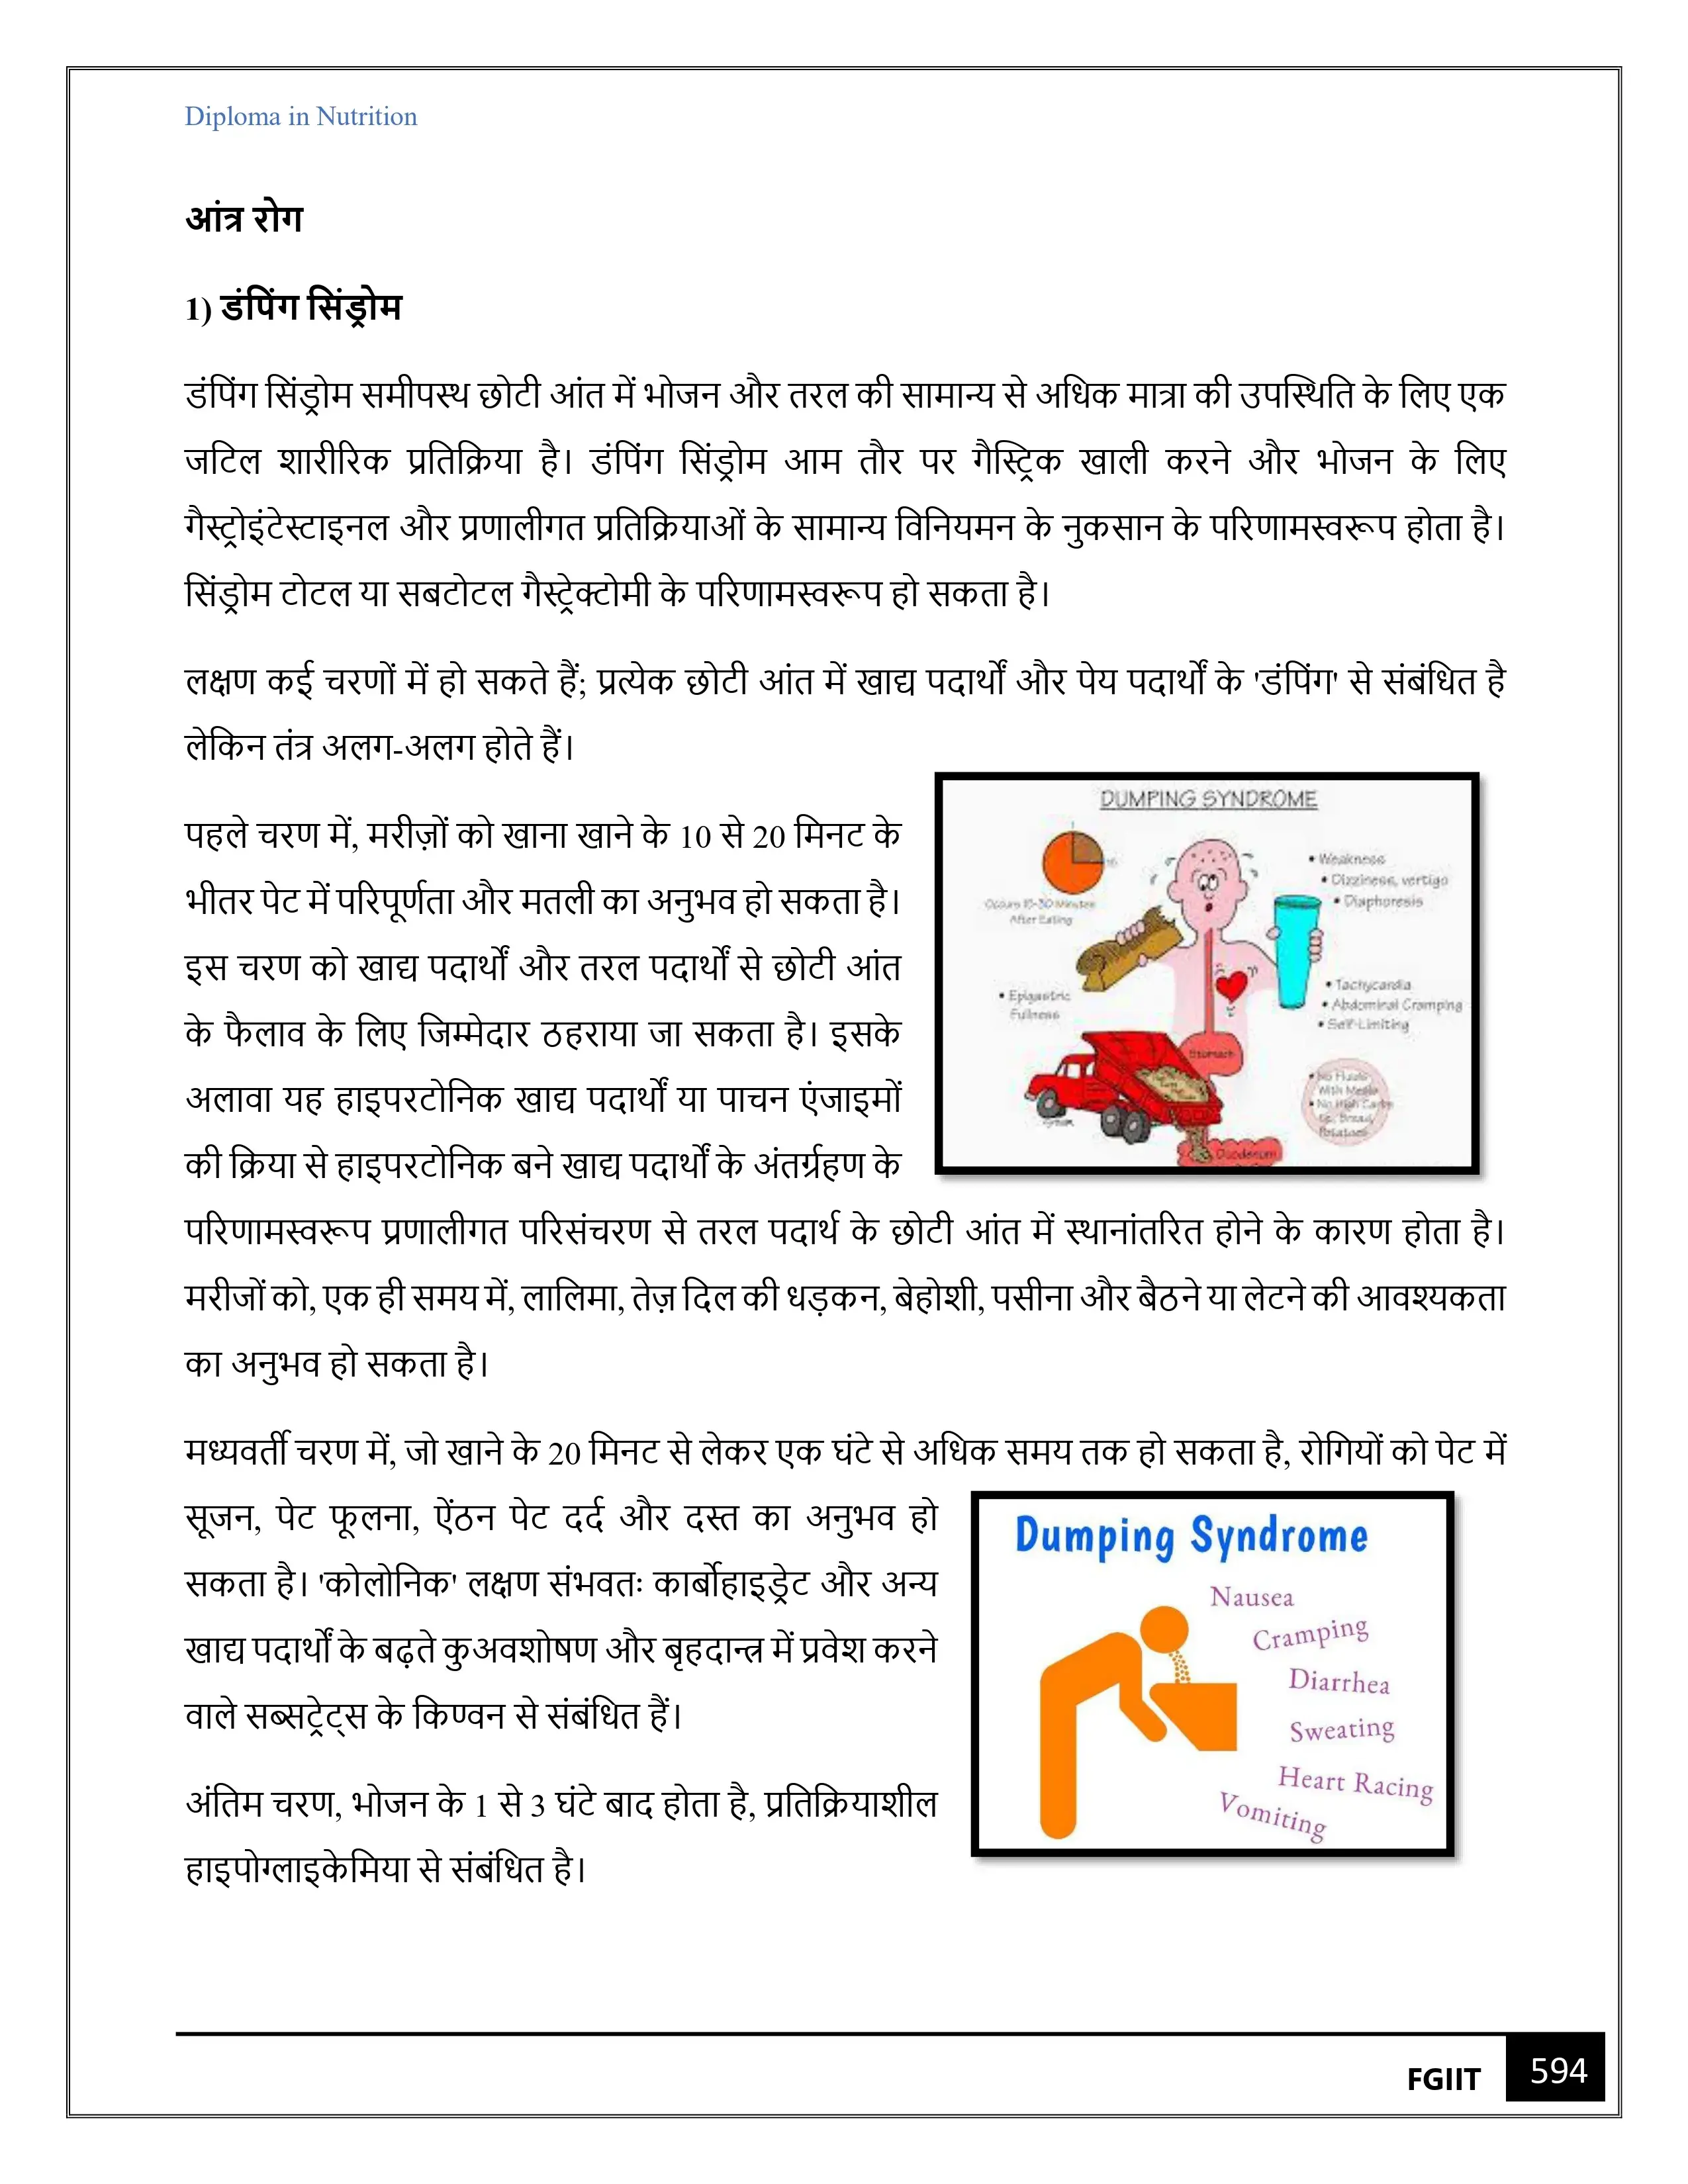 Diploma in Nutrition
आंत्र रोग
1) डंपिंग सिंड्रोम
डंपिंग सिंड्रोम समीपस्थ छोटी आंत में भोजन और तरल की सामान्य से अधिक मात्रा की उपस्थिति के लिए एक
जटिल शारीरिक प्रतिक्रिया है। डंपिंग सिंड्रोम आम तौर पर गैस्ट्रिक खाली करने और भोजन के लिए
गैस्ट्रोइंटेस्टाइनल और प्रणालीगत प्रतिक्रियाओं के सामान्य विनियमन के नुकसान के परिणामस्वरूप होता है।
सिंड्रोम टोटल या सबटोटल गैस्ट्रेक्टोमी के परिणामस्वरूप हो सकता है।
लक्षण कई चरणों में हो सकते हैं; प्रत्येक छोटी आंत में खाद्य पदार्थों और पेय पदार्थों के 'डंपिंग' से संबंधित है
लेकिन तंत्र अलग-अलग होते हैं।
पहले चरण में, मरीज़ों को खाना खाने के 10 से 20 मिनट के
भीतर पेट में परिपूर्णता और मतली का अनुभव हो सकता है।
इस चरण को खाद्य पदार्थों और तरल पदार्थों से छोटी आंत
के फैलाव के लिए जिम्मेदार ठहराया जा सकता है। इसके
अलावा यह हाइपरटोनिक खाद्य पदार्थों या पाचन एंजाइमों
की क्रिया से हाइपरटोनिक बने खाद्य पदार्थों के अंतर्ग्रहण के
परिणामस्वरूप प्रणालीगत परिसंचरण से तरल पदार्थ के छोटी आंत में स्थानांतरित होने के कारण होता है।
मरीजों को, एक ही समय में, लालिमा, तेज़ दिल की धड़कन, बेहोशी, पसीना और बैठने या लेटने की आवश्यकता
का अनुभव हो सकता है।
DUMPING SYNDROME
Occurs 15-30 Minutes
After Eating
• Weakness
• Dizziness, vertigo
• Diaphoresis
• Epigastric
Fullness
• Tachycardia
• Abdominal Cramping
• Self-Limiting
Stomach
• No Fluids
With Meals
• No High Carbs
Bread,
Potatoes
Duodenum
मध्यवर्ती चरण में, जो खाने के 20 मिनट से लेकर एक घंटे से अधिक समय तक हो सकता है, रोगियों को पेट में
सूजन, पेट फूलना, ऐंठन पेट दर्द और दस्त का अनुभव हो
सकता है। 'कोलोनिक' लक्षण संभवतः कार्बोहाइड्रेट और अन्य
खाद्य पदार्थों के बढ़ते कुअवशोषण और बृहदान्त्र में प्रवेश करने
वाले सब्सट्रेट्स के किण्वन से संबंधित हैं।
Dumping Syndrome
Nausea
Cramping
Diarrhea
Sweating
Heart Racing
Vomiting
अंतिम चरण, भोजन के 1 से 3 घंटे बाद होता है, प्रतिक्रियाशील
हाइपोग्लाइकेमिया से संबंधित है।
FGIIT 594